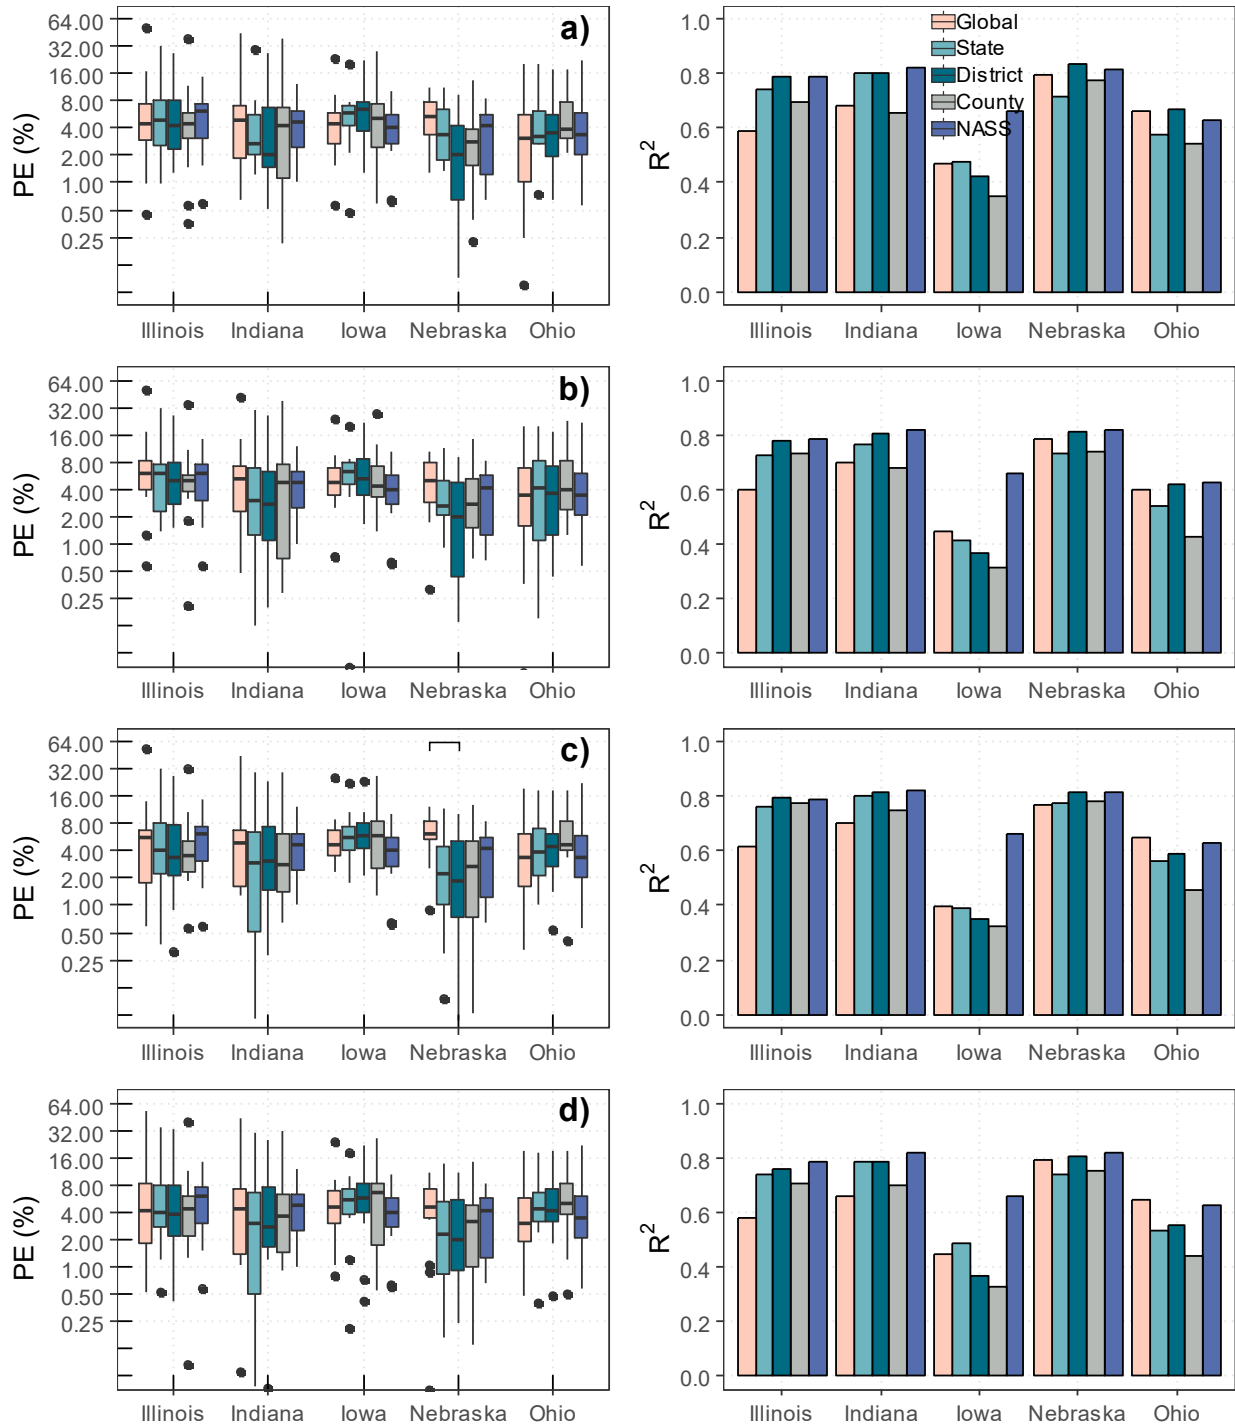 a)
PE (%)
64.00
32.00
16.00
8.00
4.00
2.00
1.00
0.50
0.25
Illinois Indiana Iowa Nebraska Ohio
R²
1.0
0.8
0.6
0.4
0.2
0.0
Global
State
District
County
NASS
Illinois Indiana Iowa Nebraska Ohio
b)
PE (%)
64.00
32.00
16.00
8.00
4.00
2.00
1.00
0.50
0.25
Illinois Indiana Iowa Nebraska Ohio
R²
1.0
0.8
0.6
0.4
0.2
0.0
Illinois Indiana Iowa Nebraska Ohio
c)
PE (%)
64.00
32.00
16.00
8.00
4.00
2.00
1.00
0.50
0.25
Illinois Indiana Iowa Nebraska Ohio
R²
1.0
0.8
0.6
0.4
0.2
0.0
Illinois Indiana Iowa Nebraska Ohio
d)
PE (%)
64.00
32.00
16.00
8.00
4.00
2.00
1.00
0.50
0.25
Illinois Indiana Iowa Nebraska Ohio
R²
1.0
0.8
0.6
0.4
0.2
0.0
Illinois Indiana Iowa Nebraska Ohio